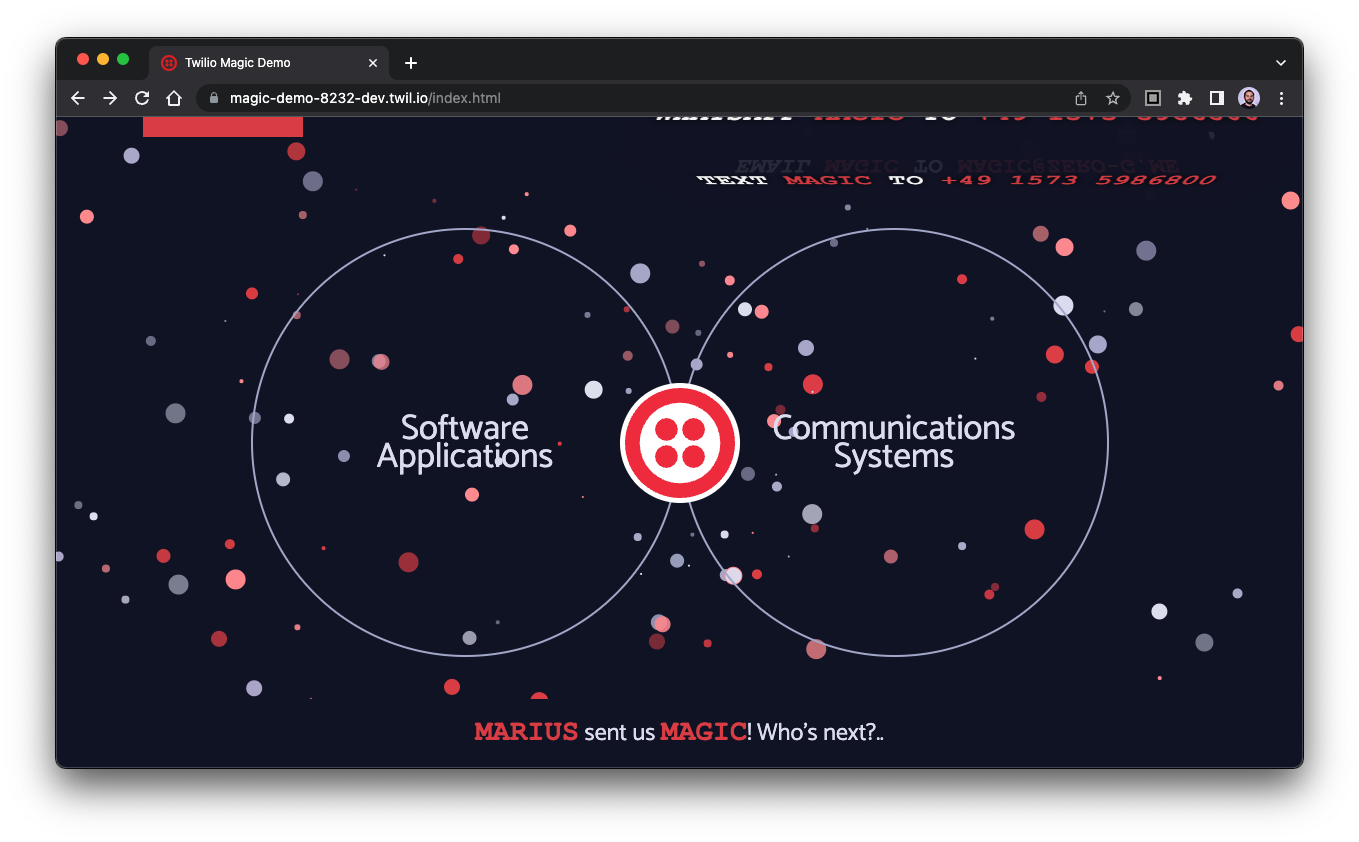 Twilio Magic Demo
magic-demo-8232-dev.twil.io/index.html
WHATSAPP MAGIC TO +49 1573 5986800
EMAIL MAGIC TO MAGIC@ZERO-G.ME
TEXT MAGIC TO +49 1573 5986800
Software
Applications
Communications
Systems
MARIUS sent us MAGIC! Who's next?..